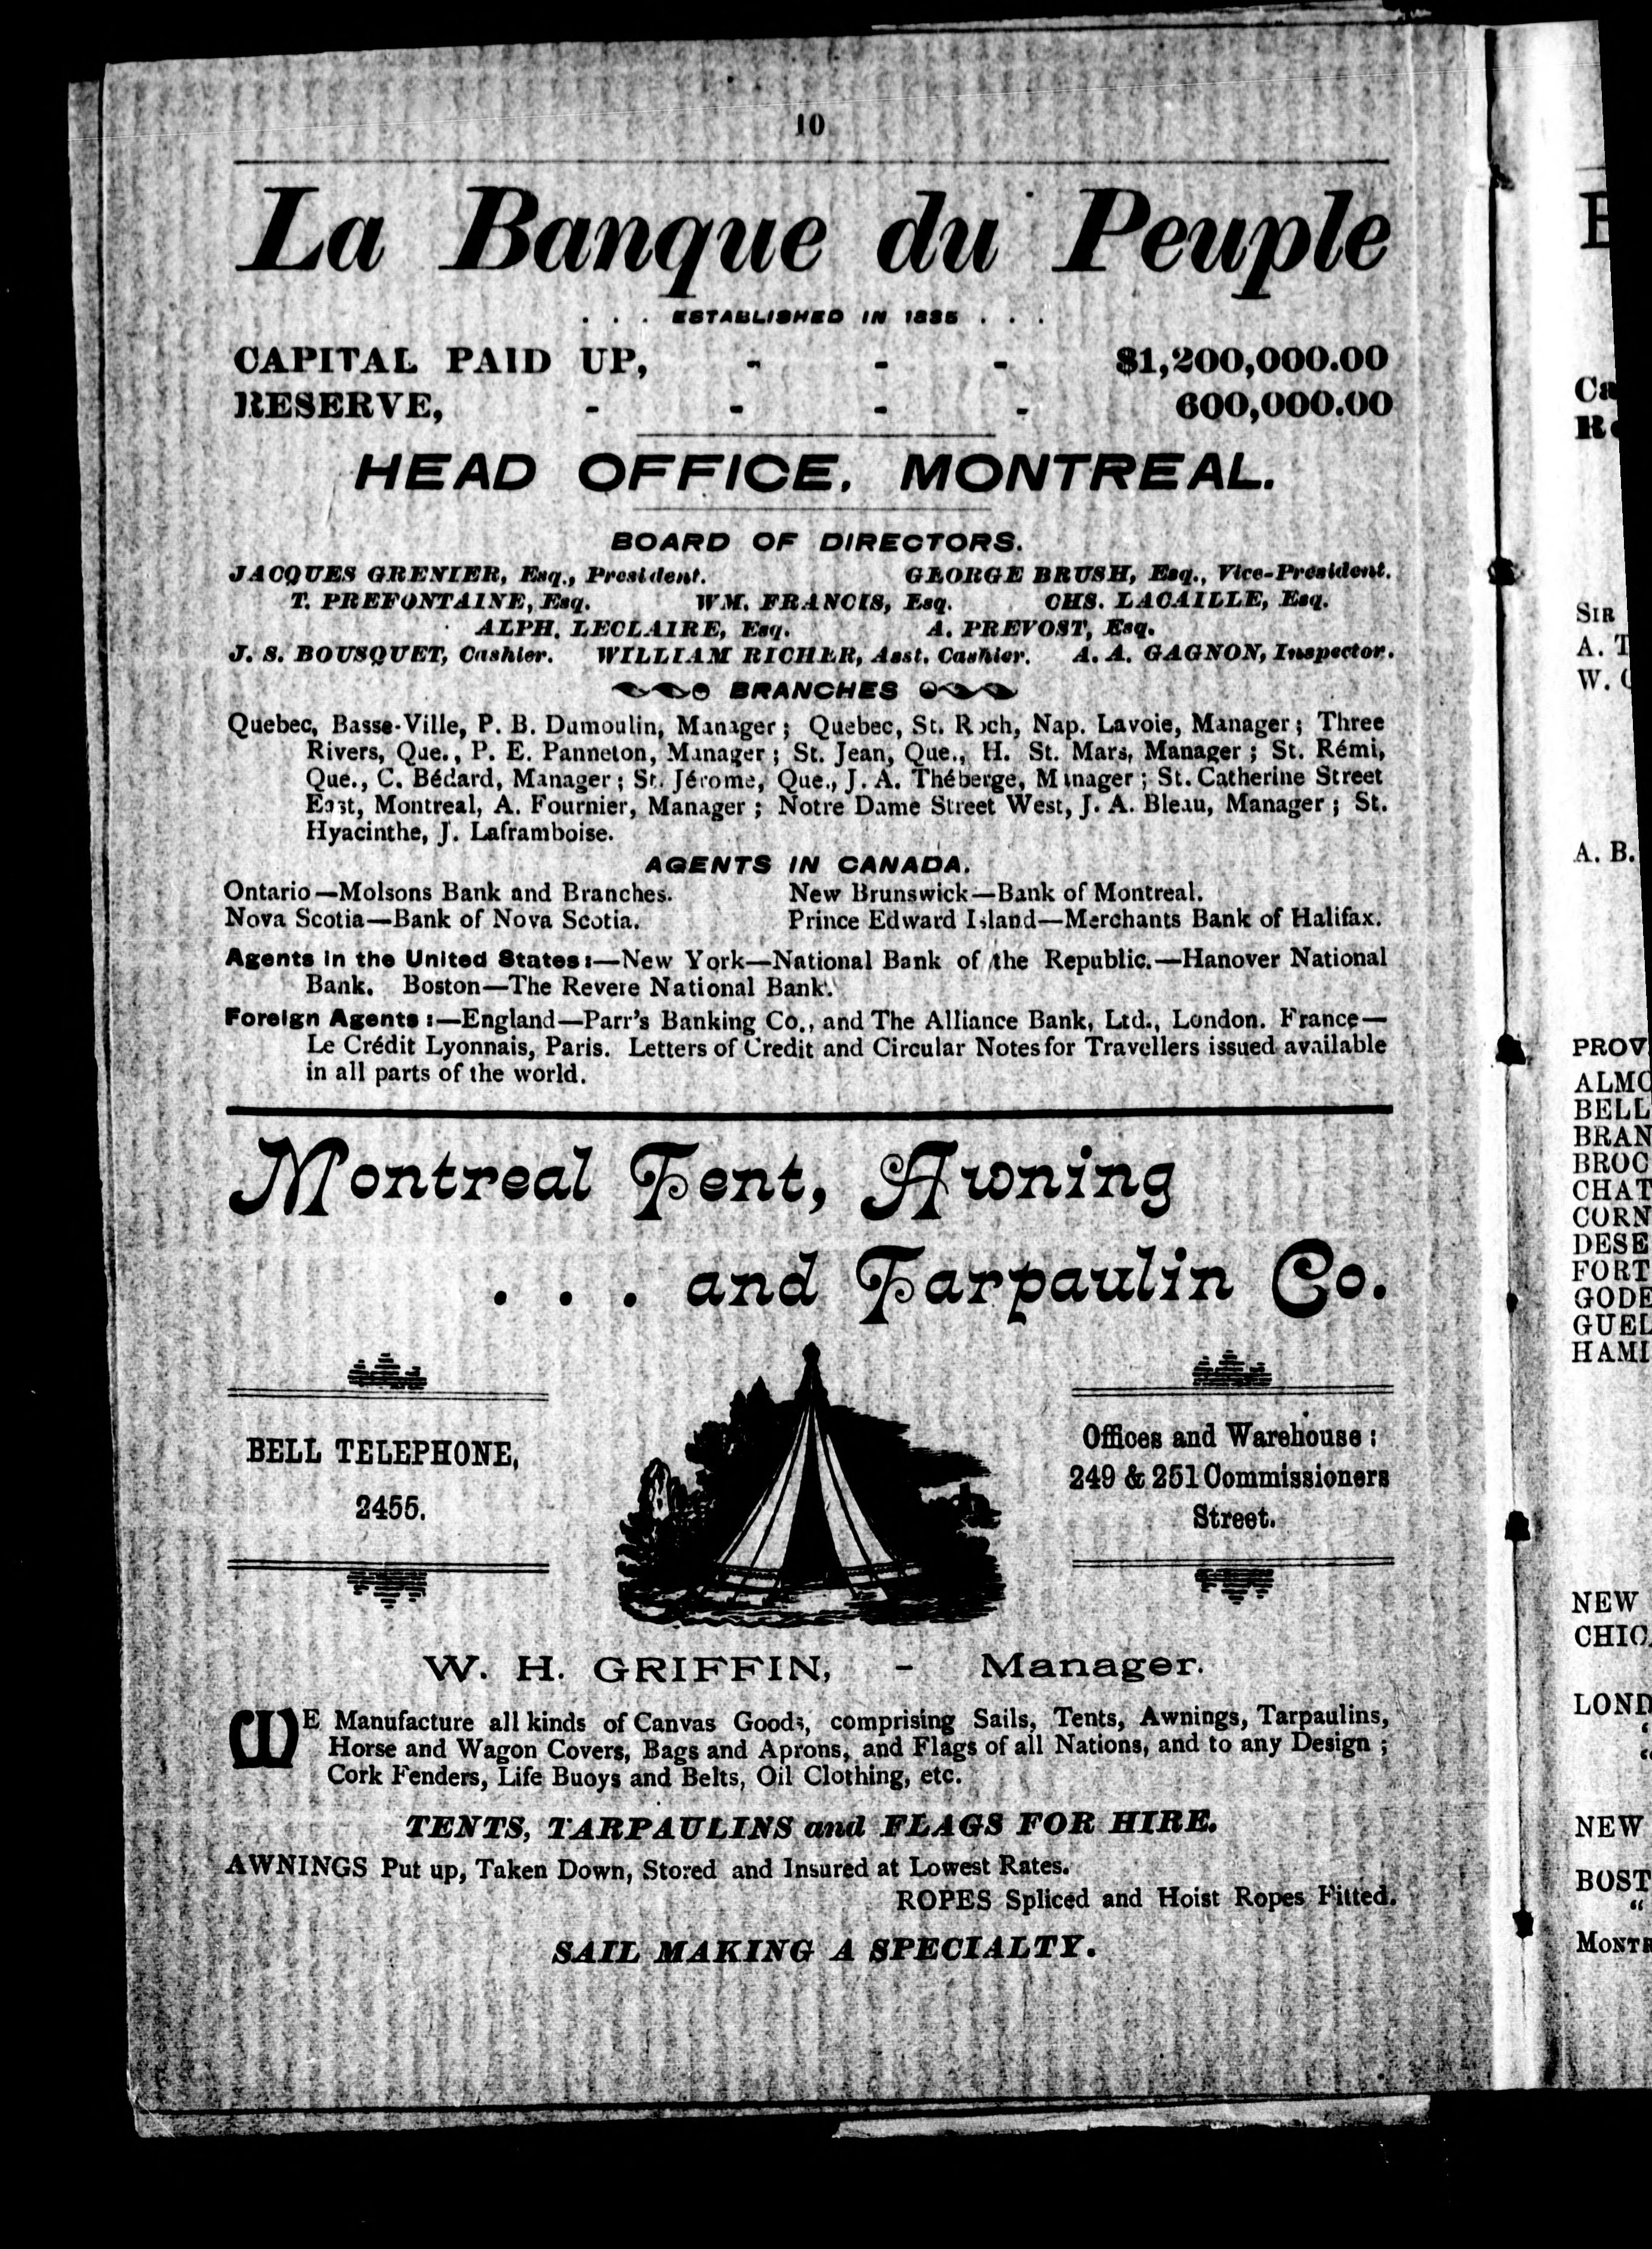 10
La Banque du Peuple
. . . ESTABLISHED IN 1835 . . .
CAPITAL PAID UP, - - - $1,200,000.00
RESERVE, - - - - 600,000.00
HEAD OFFICE, MONTREAL.
BOARD OF DIRECTORS.
JACQUES GRENIER, Esq., President. GEORGE BRUSH, Esq., Vice-President.
T. PREFONTAINE, Esq. WM. FRANCIS, Esq. CHS. LACAILLE, Esq.
ALPH. LECLAIRE, Esq. A. PREVOST, Esq.
J. S. BOUSQUET, Cashier. WILLIAM RICHER, Asst. Cashier. A. A. GAGNON, Inspector.
BRANCHES
Quebec, Basse-Ville, P. B. Dumoulin, Manager; Quebec, St. Roch, Nap. Lavoie, Manager; Three
Rivers, Que., P. E. Panneton, Manager; St. Jean, Que., H. St. Mars, Manager; St. Rémi,
Que., C. Bédard, Manager; St. Jérome, Que., J. A. Théberge, Manager; St. Catherine Street
East, Montreal, A. Fournier, Manager; Notre Dame Street West, J. A. Bleau, Manager; St.
Hyacinthe, J. Laframboise.
AGENTS IN CANADA.
Ontario—Molsons Bank and Branches. New Brunswick—Bank of Montreal.
Nova Scotia—Bank of Nova Scotia. Prince Edward Island—Merchants Bank of Halifax.
Agents in the United States:—New York—National Bank of the Republic.—Hanover National
Bank. Boston—The Revere National Bank.
Foreign Agents:—England—Parr's Banking Co., and The Alliance Bank, Ltd., London. France—
Le Crédit Lyonnais, Paris. Letters of Credit and Circular Notes for Travellers issued available
in all parts of the world.
Montreal Tent, Awning
. . . and Tarpaulin Co.
BELL TELEPHONE,
2455.
Offices and Warehouse:
249 & 251 Commissioners
Street.
W. H. GRIFFIN, - Manager.
WE Manufacture all kinds of Canvas Goods, comprising Sails, Tents, Awnings, Tarpaulins,
Horse and Wagon Covers, Bags and Aprons, and Flags of all Nations, and to any Design;
Cork Fenders, Life Buoys and Belts, Oil Clothing, etc.
TENTS, TARPAULINS and FLAGS FOR HIRE.
AWNINGS Put up, Taken Down, Stored and Insured at Lowest Rates.
ROPES Spliced and Hoist Ropes Fitted.
SAIL MAKING A SPECIALTY.
SIR
A. B.
PROV
BELL
BRAN
BROC
CORN
DESE
FORT
HAMI
NEW
NEW
BOST